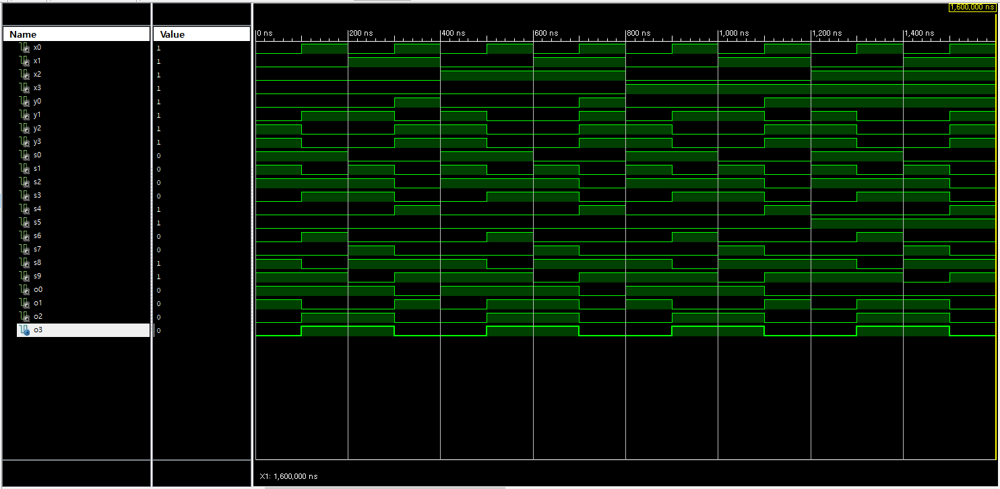 1,600,000 ns
Name Value
0 ns 200 ns 400 ns 600 ns 800 ns 1,000 ns 1,200 ns 1,400 ns
x0 1
x1 1
x2 1
x3 1
y0 1
y1 1
y2 1
y3 1
s0 0
s1 0
s2 0
s3 0
s4 1
s5 1
s6 0
s7 0
s8 1
s9 1
o0 0
o1 0
o2 0
o3 0
X1: 1,600,000 ns